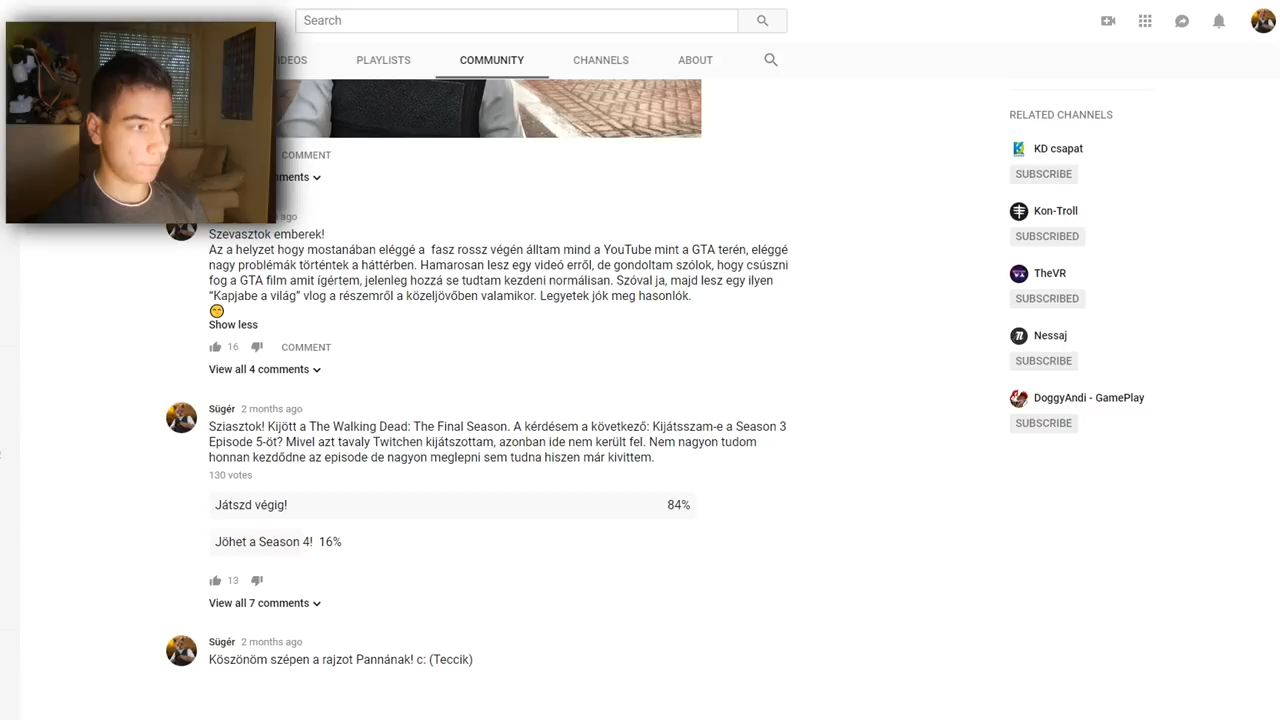 Search
DEOS
PLAYLISTS
COMMUNITY
CHANNELS
ABOUT
COMMENT
ments
ago
Szevasztok emberek!
Az a helyzet hogy mostanában eléggé a fasz rossz végén álltam mind a YouTube mint a GTA terén, eléggé
nagy problémák történtek a háttérben. Hamarosan lesz egy videó erről, de gondoltam szólok, hogy csúszni
fog a GTA film amit ígértem, jelenleg hozzá se tudtam kezdeni normálisan. Szóval ja, majd lesz egy ilyen
“Kapjabe a világ” vlog a részemről a közeljövőben valamikor. Legyetek jók meg hasonlók.
Show less
16
COMMENT
View all 4 comments
Sügér 2 months ago
Sziasztok! Kijött a The Walking Dead: The Final Season. A kérdésem a következő: Kijátsszam-e a Season 3
Episode 5-öt? Mivel azt tavaly Twitchen kijátszottam, azonban ide nem került fel. Nem nagyon tudom
honnan kezdődne az episode de nagyon meglepni sem tudna hiszen már kivittem.
130 votes
Játszd végig! 84%
Jöhet a Season 4! 16%
13
View all 7 comments
Sügér 2 months ago
Köszönöm szépen a rajzot Pannának! c: (Teccik)
RELATED CHANNELS
KD csapat
SUBSCRIBE
Kon-Troll
SUBSCRIBED
TheVR
SUBSCRIBED
Nessaj
SUBSCRIBE
DoggyAndi - GamePlay
SUBSCRIBE